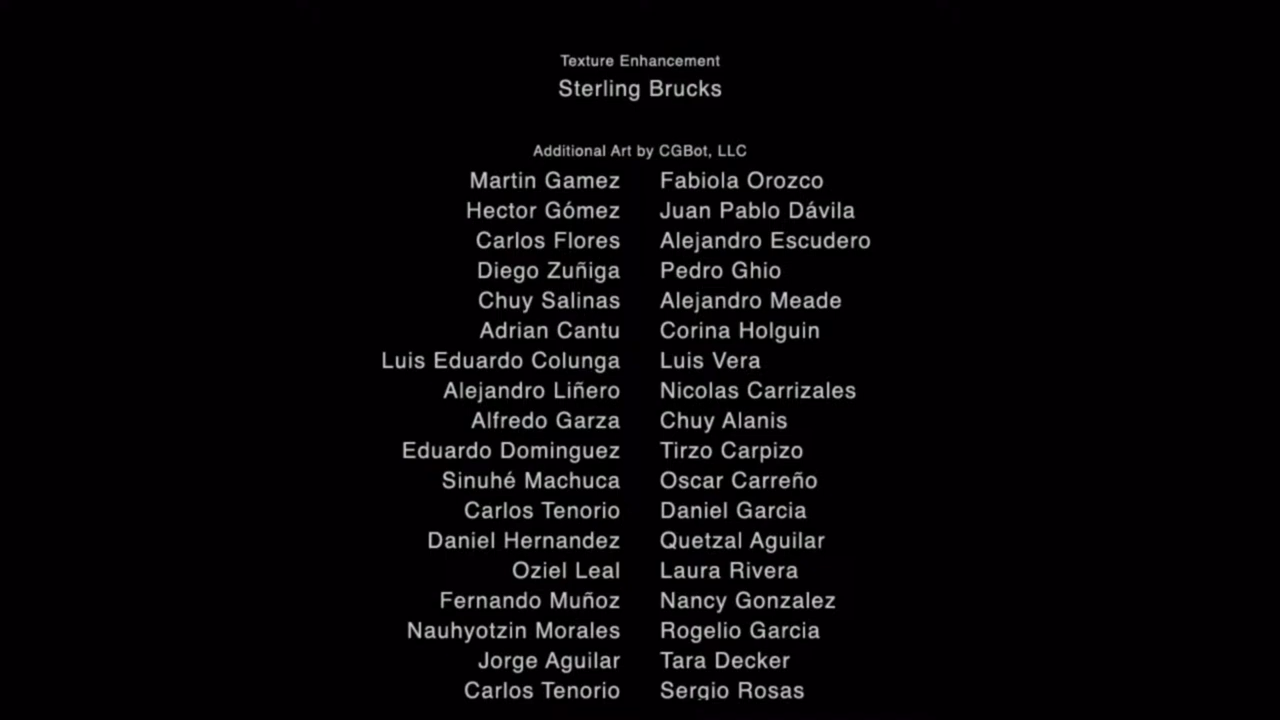 Texture Enhancement
Sterling Brucks
Additional Art by CGBot, LLC
Martin Gamez Fabiola Orozco
Hector Gómez Juan Pablo Dávila
Carlos Flores Alejandro Escudero
Diego Zuñiga Pedro Ghio
Chuy Salinas Alejandro Meade
Adrian Cantu Corina Holguin
Luis Eduardo Colunga Luis Vera
Alejandro Liñero Nicolas Carrizales
Alfredo Garza Chuy Alanis
Eduardo Dominguez Tirzo Carpizo
Sinuhé Machuca Oscar Carreño
Carlos Tenorio Daniel Garcia
Daniel Hernandez Quetzal Aguilar
Oziel Leal Laura Rivera
Fernando Muñoz Nancy Gonzalez
Nauhyotzin Morales Rogelio Garcia
Jorge Aguilar Tara Decker
Carlos Tenorio Sergio Rosas